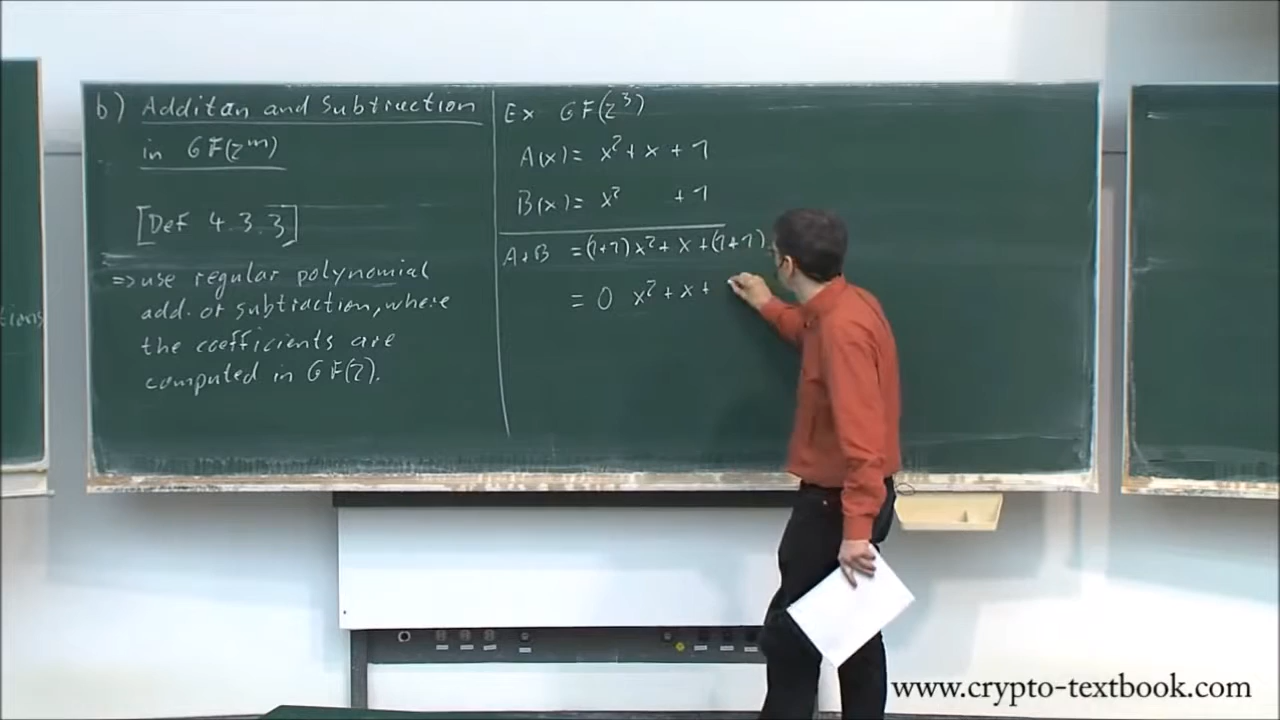 b) Additon and Subtraction
in GF(2^m)
[Def 4.3.3]
⇒ use regular polynomial
add. or subtraction, where
the coefficients are
computed in GF(2).
Ex GF(2^3)
A(x) = x^2 + x + 1
B(x) = x^2 + 1
A+B = (1+1) x^2 + x + (1+1)
= 0 x^2 + x +
www.crypto-textbook.com